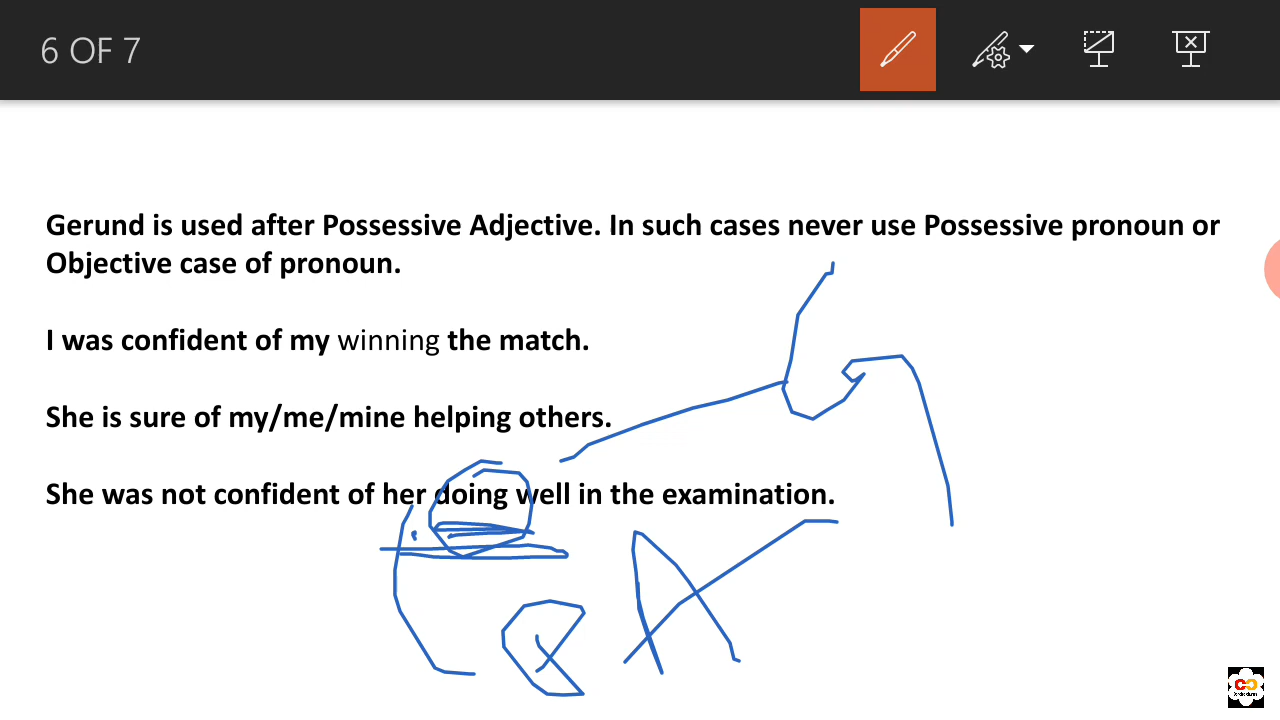 6 OF 7
Gerund is used after Possessive Adjective. In such cases never use Possessive pronoun or
Objective case of pronoun.
I was confident of my winning the match.
She is sure of my/me/mine helping others.
She was not confident of her doing well in the examination.